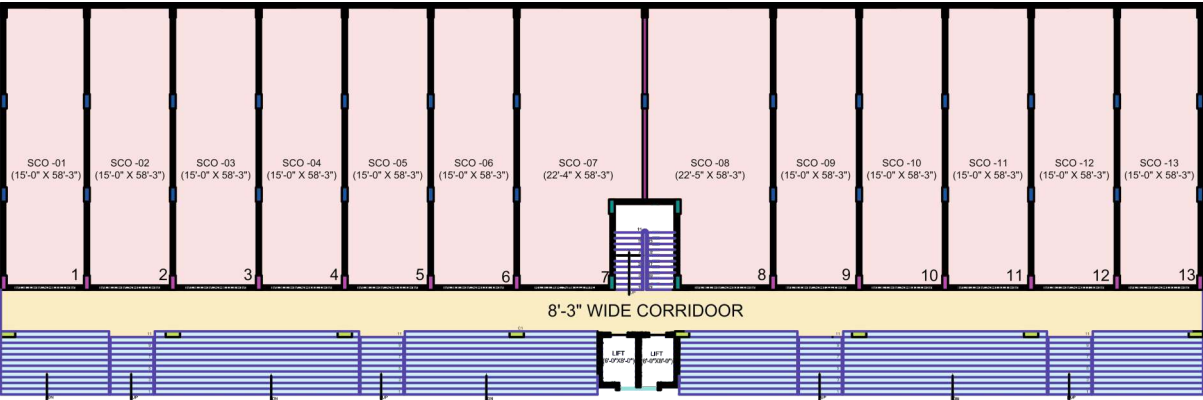 SCO -01
(15'-0" X 58'-3")
SCO -02
(15'-0" X 58'-3")
SCO -03
(15'-0" X 58'-3")
SCO -04
(15'-0" X 58'-3")
SCO -05
(15'-0" X 58'-3")
SCO -06
(15'-0" X 58'-3")
SCO -07
(22'-4" X 58'-3")
SCO -08
(22'-5" X 58'-3")
SCO -09
(15'-0" X 58'-3")
SCO -10
(15'-0" X 58'-3")
SCO -11
(15'-0" X 58'-3")
SCO -12
(15'-0" X 58'-3")
SCO -13
(15'-0" X 58'-3")
1
2
3
4
5
6
7
8
9
10
11
12
13
8'-3" WIDE CORRIDOOR
LIFT
LIFT